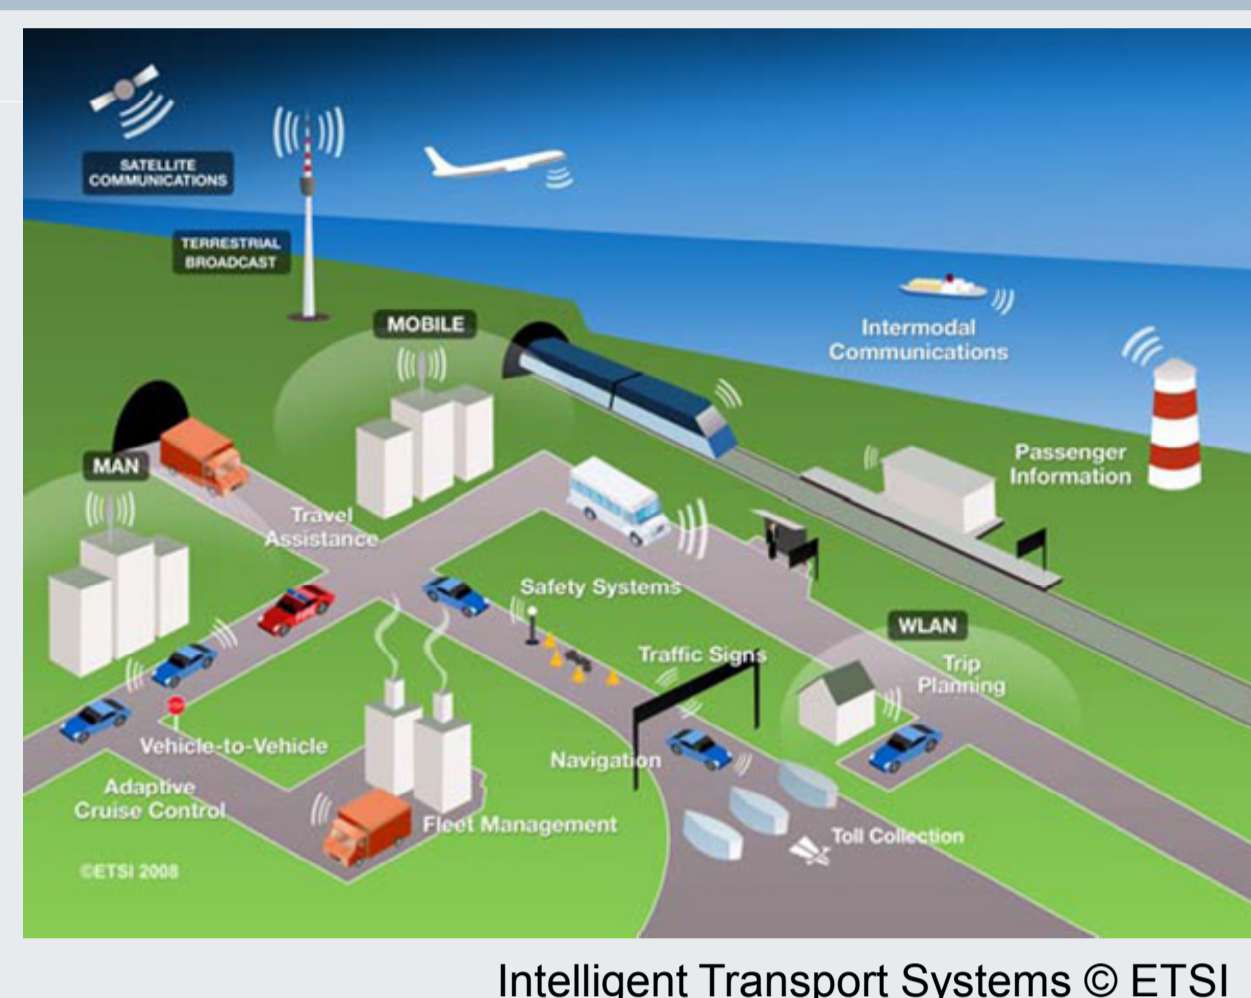 SATELLITE
COMMUNICATIONS
TERRESTRIAL
BROADCAST
MOBILE
Intermodal
Communications
MAN
Passenger
Information
Travel
Assistance
Safety Systems
WLAN
Traffic Signs
Trip
Planning
STOP
Vehicle-to-Vehicle
Navigation
Adaptive
Cruise Control
Fleet Management
Toll Collection
©ETSI 2008
Intelligent Transport Systems © ETSI